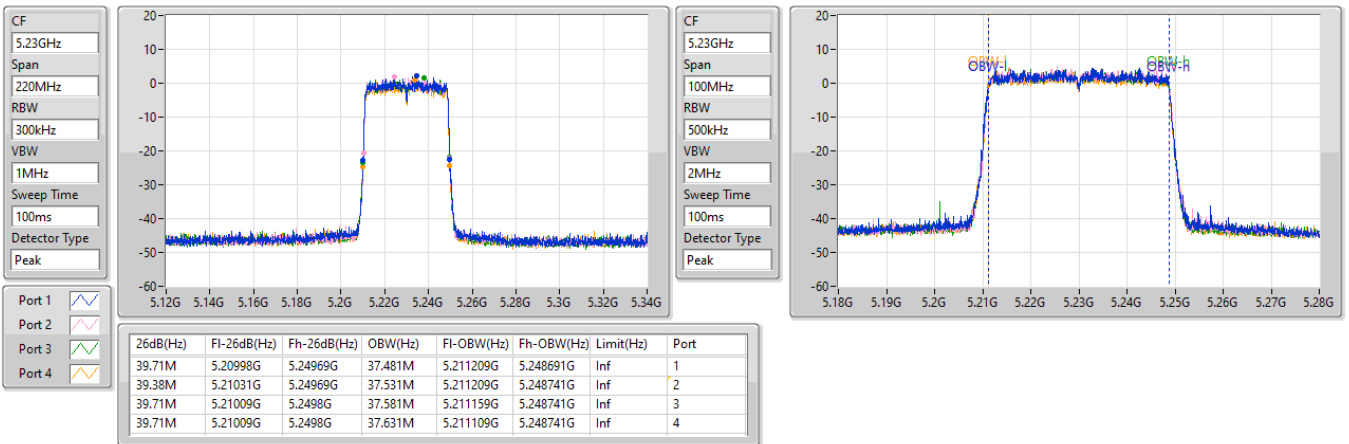 CF
5.23GHz
Span
220MHz
RBW
300kHz
VBW
1MHz
Sweep Time
100ms
Detector Type
Peak
20
10
0
-10
-20
-30
-40
-50
-60
5.12G 5.14G 5.16G 5.18G 5.2G 5.22G 5.24G 5.26G 5.28G 5.3G 5.32G 5.34G
CF
5.23GHz
Span
100MHz
RBW
500kHz
VBW
2MHz
Sweep Time
100ms
Detector Type
Peak
20
10
0
-10
-20
-30
-40
-50
-60
OBW-l OBW-h
5.18G 5.19G 5.2G 5.21G 5.22G 5.23G 5.24G 5.25G 5.26G 5.27G 5.28G
Port 1
Port 2
Port 3
Port 4
26dB(Hz) Fl-26dB(Hz) Fh-26dB(Hz) OBW(Hz) Fl-OBW(Hz) Fh-OBW(Hz) Limit(Hz) Port
39.71M 5.20998G 5.24969G 37.481M 5.211209G 5.248691G Inf 1
39.38M 5.21031G 5.24969G 37.531M 5.211209G 5.248741G Inf 2
39.71M 5.21009G 5.2498G 37.581M 5.211159G 5.248741G Inf 3
39.71M 5.21009G 5.2498G 37.631M 5.211109G 5.248741G Inf 4